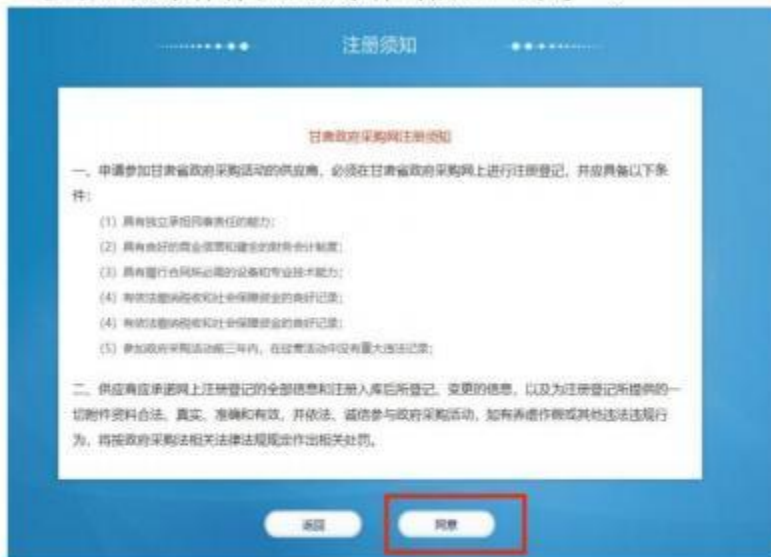 注册须知
甘肃政府采购网注册须知
一、申请参加甘肃省政府采购活动的供应商，必须在甘肃省政府采购网上进行注册登记，并应具备以下条
件：
(1) 具有独立承担民事责任的能力；
(2) 具有良好的商业信誉和健全的财务会计制度；
(3) 具有履行合同所必需的设备和专业技术能力；
(4) 有依法缴纳税收和社会保障资金的良好记录；
(4) 有依法缴纳税收和社会保障资金的良好记录；
(5) 参加政府采购活动前三年内，在经营活动中没有重大违法记录；
二、供应商应承诺网上注册登记的全部信息和注册入库后所登记、变更的信息，以及为注册登记所提供的一
切附件资料合法、真实、准确和有效，并依法、诚信参与政府采购活动，如有弄虚作假或其他违法违规行
为，将按政府采购法相关法律法规规定作出相关处罚。
返回
同意